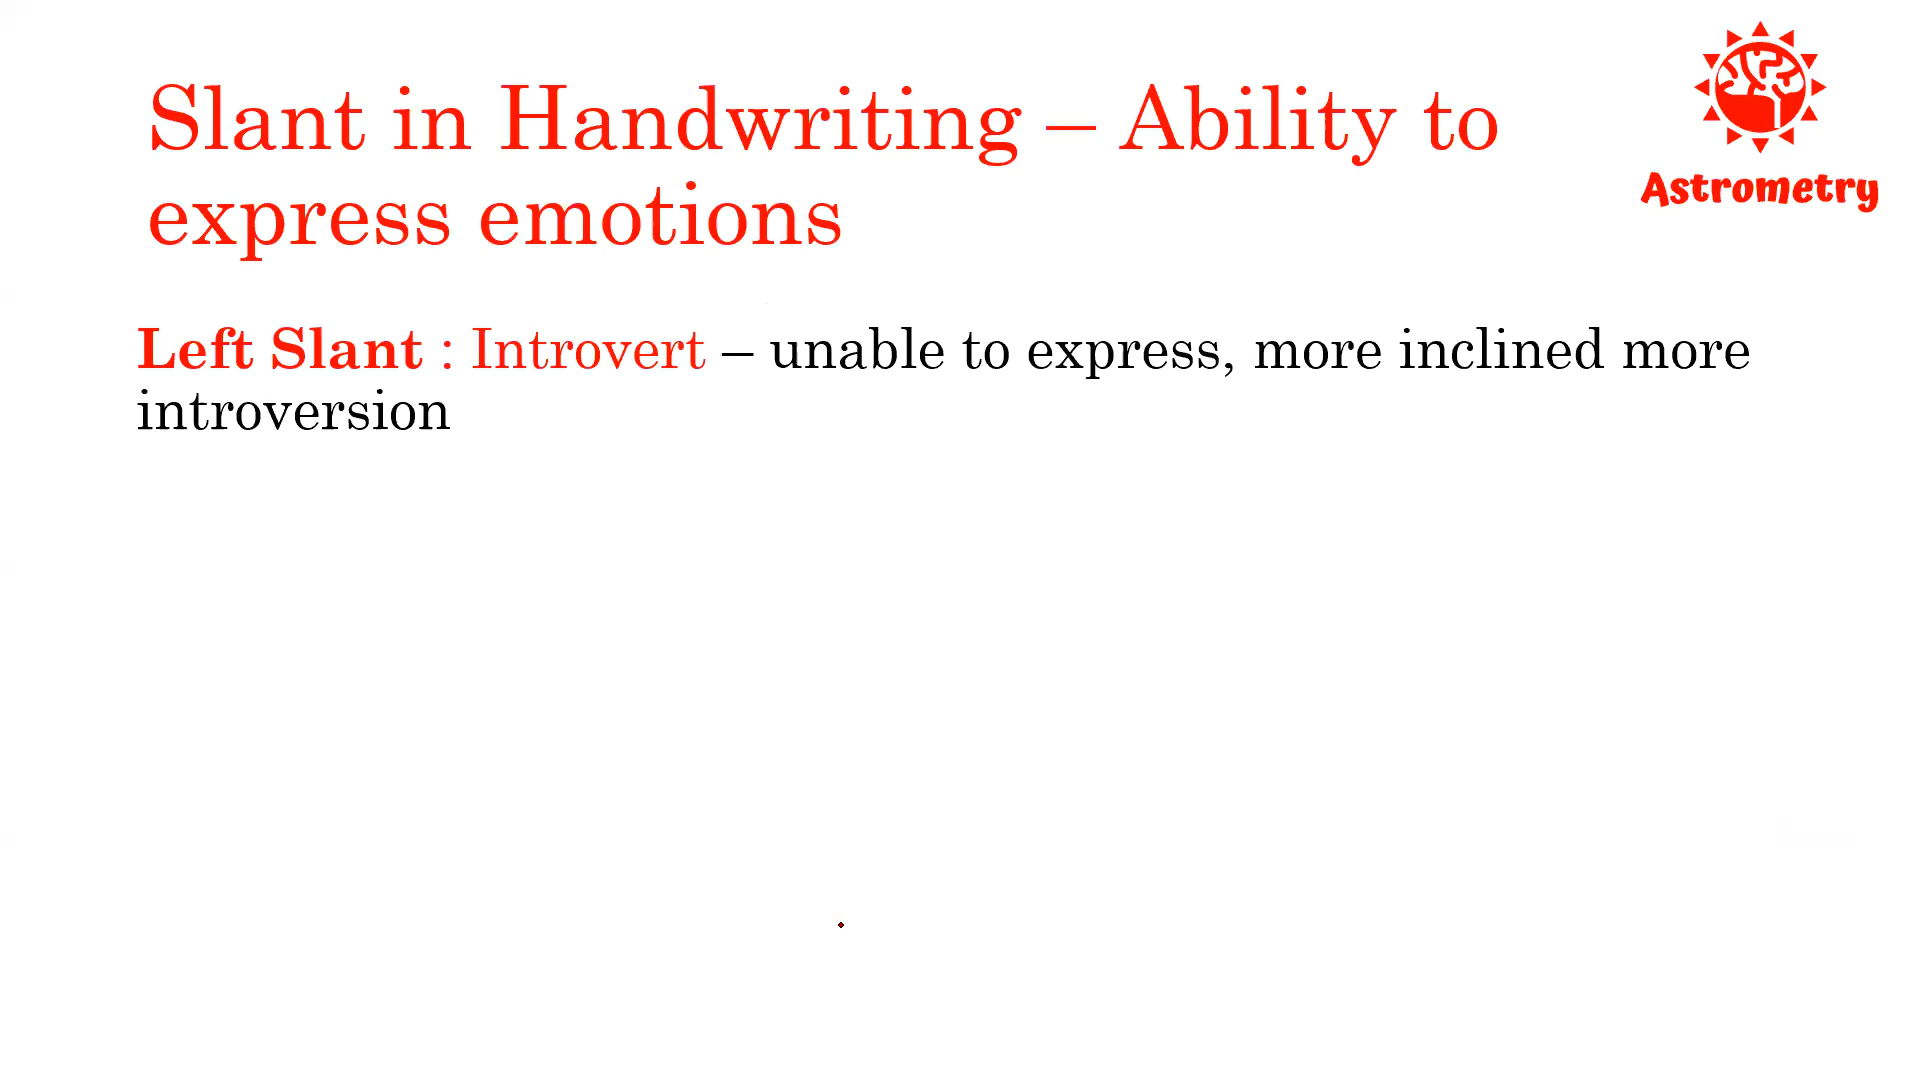 Slant in Handwriting – Ability to
express emotions
Astrometry
Left Slant : Introvert – unable to express, more inclined more
introversion